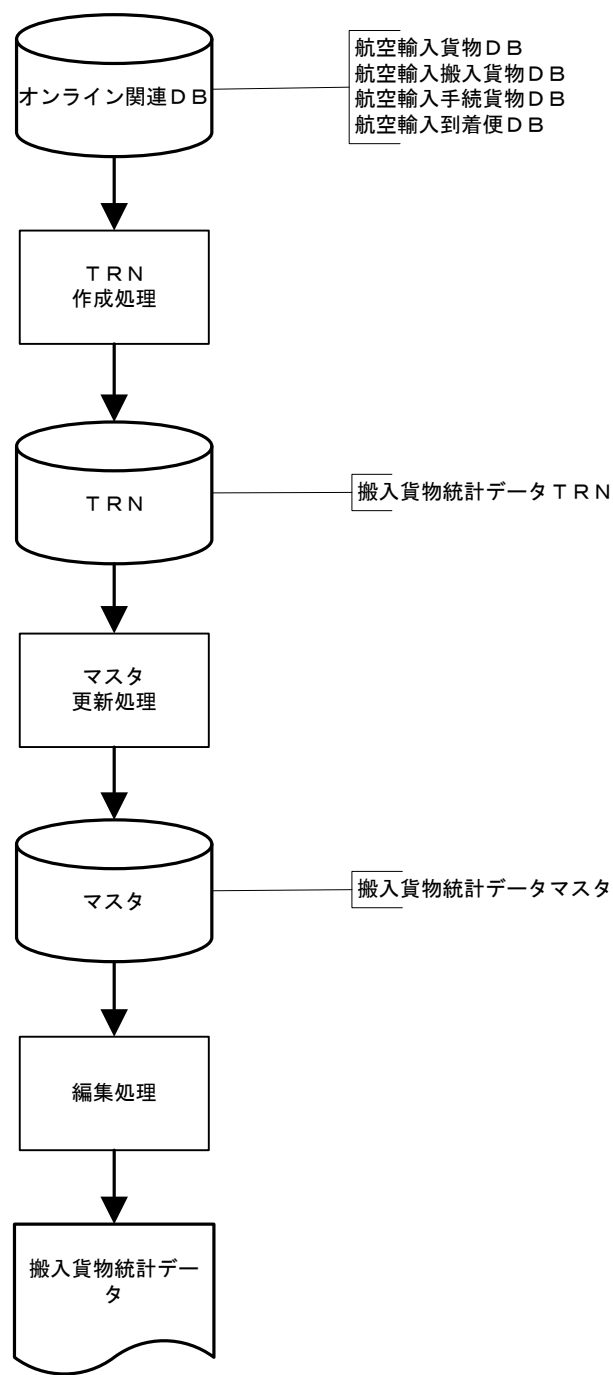 オンライン関連ＤＢ
航空輸入貨物ＤＢ
航空輸入搬入貨物ＤＢ
航空輸入手続貨物ＤＢ
航空輸入到着便ＤＢ
ＴＲＮ
作成処理
ＴＲＮ
搬入貨物統計データＴＲＮ
マスタ
更新処理
マスタ
搬入貨物統計データマスタ
編集処理
搬入貨物統計デー
タ